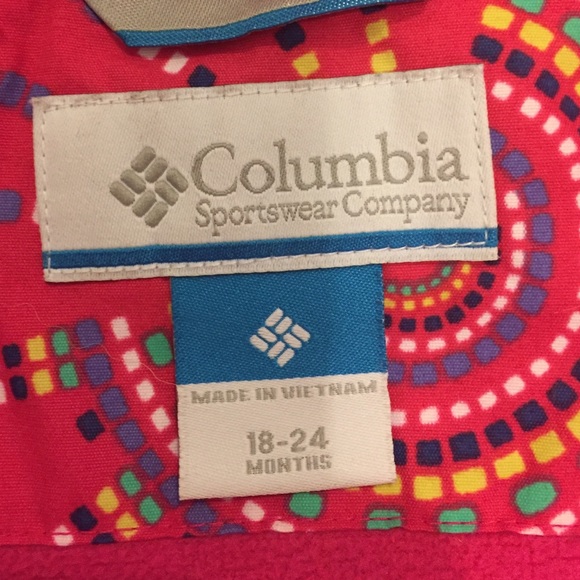 Columbia
Sportswear Company
MADE IN VIETNAM
18-24
MONTHS